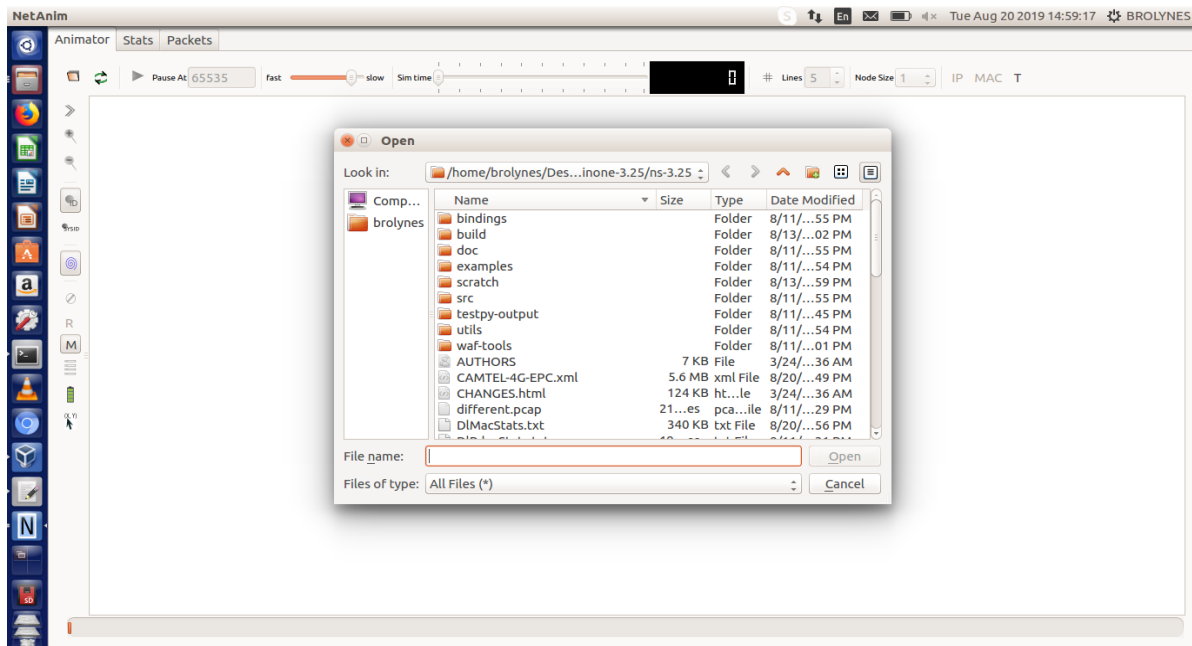 NetAnim S En Tue Aug 20 2019 14:59:17 BROLYNES
Animator Stats Packets
Pause At 65535 fast slow Sim time 0 # Lines 5 Node Size 1 IP MAC T
Open
Look in: /home/brolynes/Des...inone-3.25/ns-3.25
Comp...
brolynes
Name Size Type Date Modified
bindings Folder 8/11/...55 PM
build Folder 8/13/...02 PM
doc Folder 8/11/...55 PM
examples Folder 8/11/...54 PM
scratch Folder 8/13/...59 PM
src Folder 8/11/...55 PM
testpy-output Folder 8/11/...45 PM
utils Folder 8/11/...54 PM
waf-tools Folder 8/11/...01 PM
AUTHORS 7 KB File 3/24/...36 AM
CAMTEL-4G-EPC.xml 5.6 MB xml File 8/20/...49 PM
CHANGES.html 124 KB ht...le 3/24/...36 AM
different.pcap 21...es pca...ile 8/11/...29 PM
DlMacStats.txt 340 KB txt File 8/20/...56 PM
File name: Open
Files of type: All Files (*) Cancel
ID
SYSID
R
M
a
N
SD